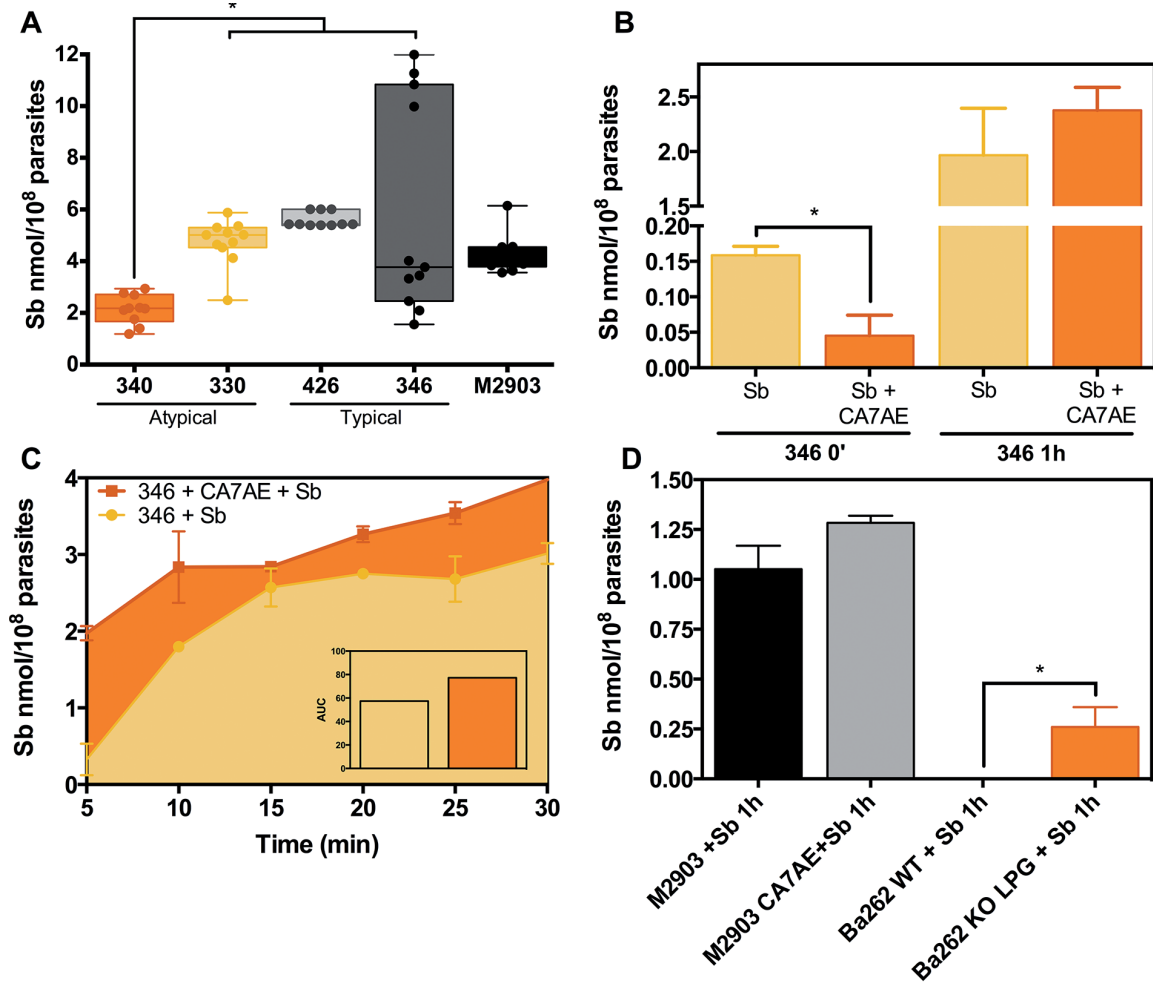 A
*
Sb nmol/10⁸ parasites
12
10
8
6
4
2
0
340
330
426
346
M2903
Atypical
Typical
B
Sb nmol/10⁸ parasites
2.5
2.0
1.5
0.20
0.15
0.10
0.05
0.00
*
Sb
Sb +
CA7AE
Sb
Sb +
CA7AE
346 0'
346 1h
C
Sb nmol/10⁸ parasites
4
3
2
1
0
346 + CA7AE + Sb
346 + Sb
AUC
100
80
60
40
20
0
5
10
15
20
25
30
Time (min)
D
Sb nmol/10⁸ parasites
1.50
1.25
1.00
0.75
0.50
0.25
0.00
*
M2903 +Sb 1h
M2903 CA7AE+Sb 1h
Ba262 WT + Sb 1h
Ba262 KO LPG + Sb 1h